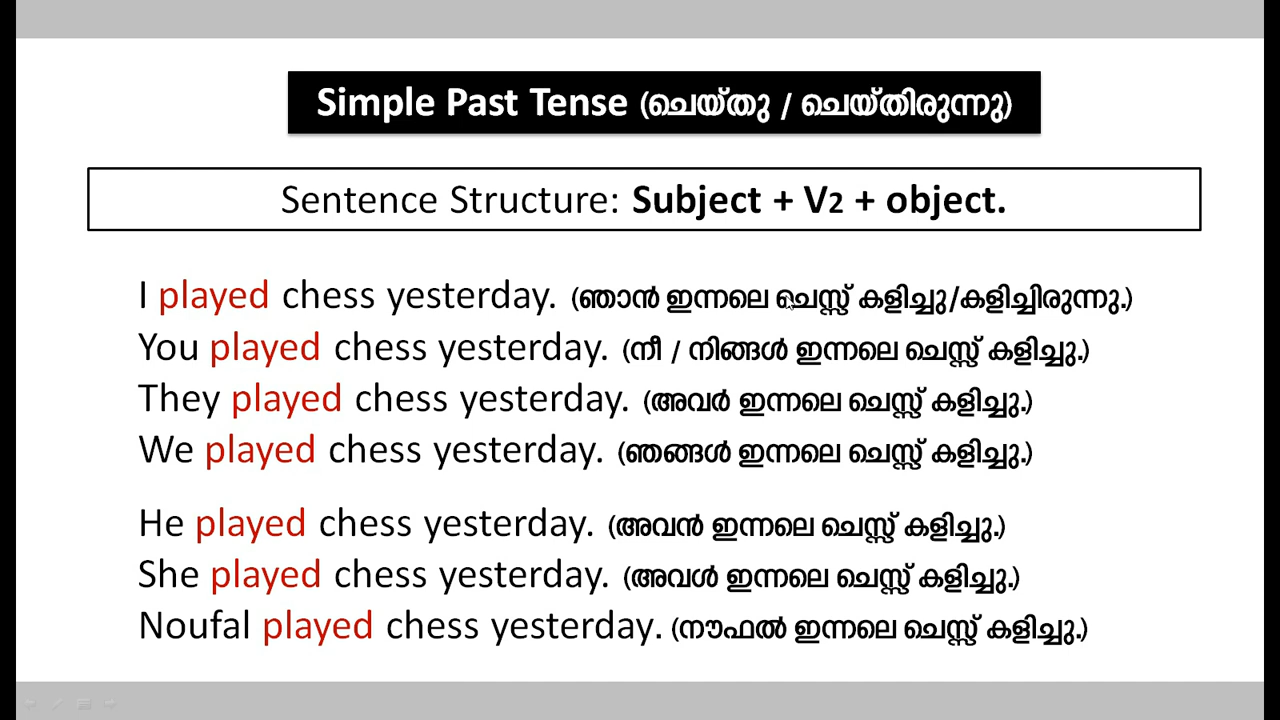 Simple Past Tense (ചെയ്തു / ചെയ്തിരുന്നു)
Sentence Structure: Subject + V2 + object.
I played chess yesterday. (ഞാൻ ഇന്നലെ ചെസ്സ് കളിച്ചു/കളിച്ചിരുന്നു.)
You played chess yesterday. (നീ / നിങ്ങൾ ഇന്നലെ ചെസ്സ് കളിച്ചു.)
They played chess yesterday. (അവർ ഇന്നലെ ചെസ്സ് കളിച്ചു.)
We played chess yesterday. (ഞങ്ങൾ ഇന്നലെ ചെസ്സ് കളിച്ചു.)
He played chess yesterday. (അവൻ ഇന്നലെ ചെസ്സ് കളിച്ചു.)
She played chess yesterday. (അവൾ ഇന്നലെ ചെസ്സ് കളിച്ചു.)
Noufal played chess yesterday. (നൗഫൽ ഇന്നലെ ചെസ്സ് കളിച്ചു.)